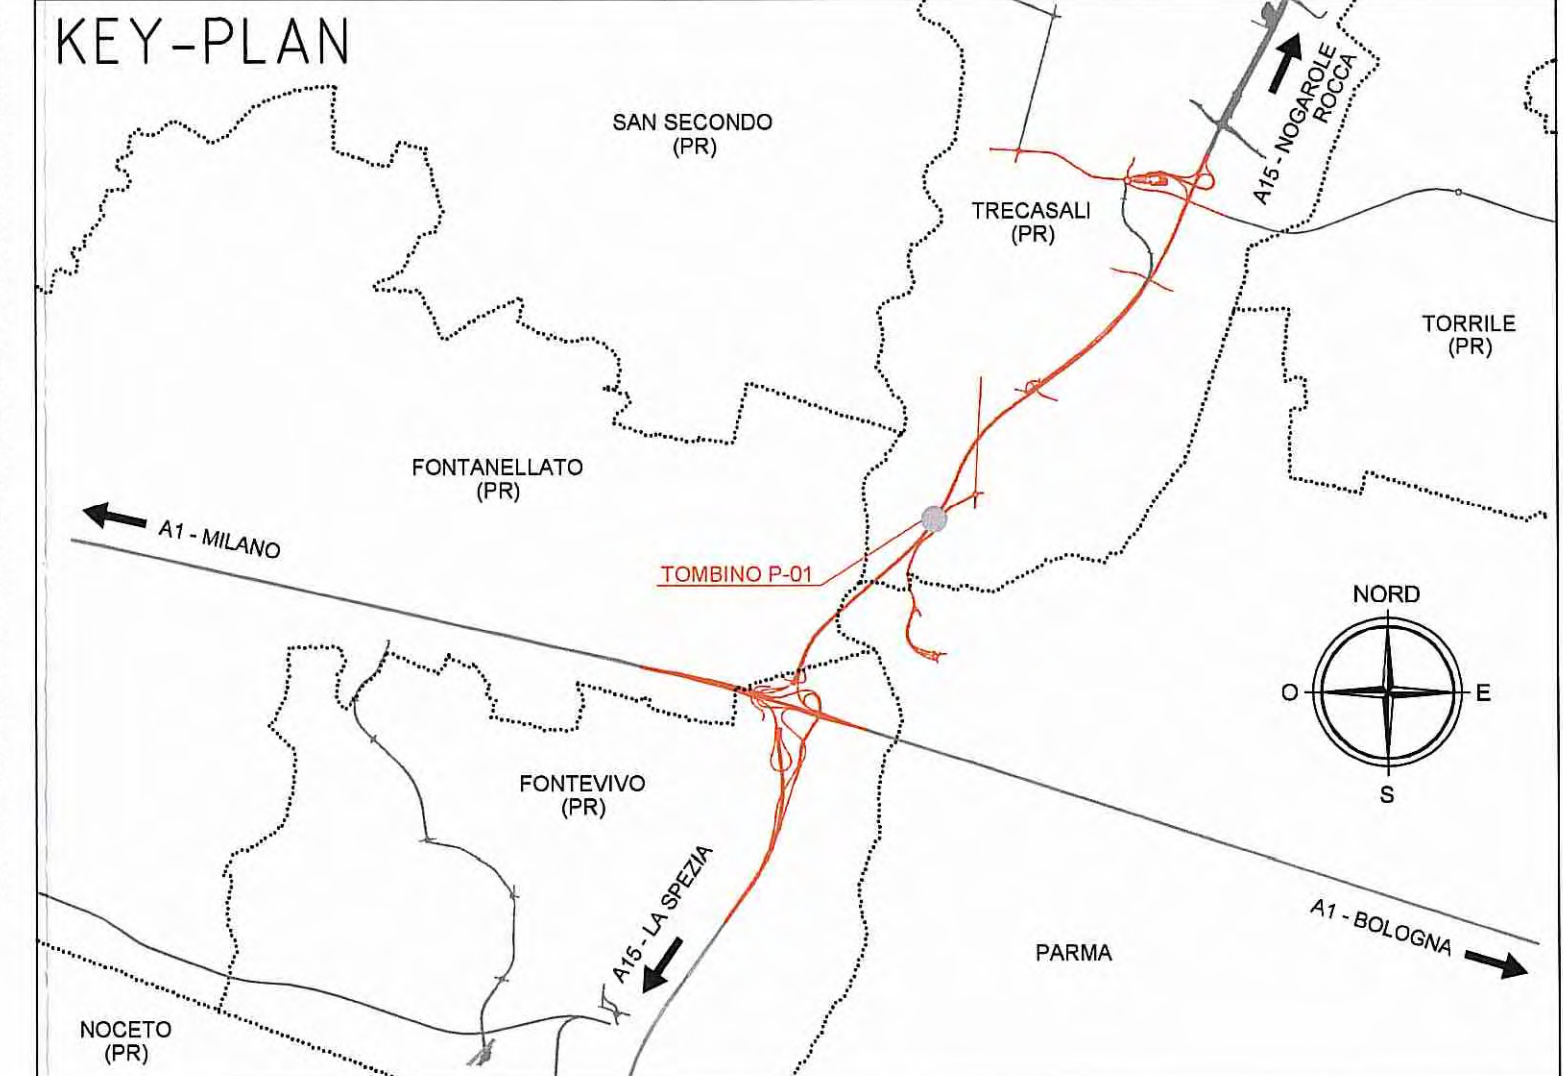 KEY-PLAN
SAN SECONDO
(PR)
A15 - NOGAROLE
ROCCA
TRECASALI
(PR)
TORRILE
(PR)
FONTANELLATO
(PR)
A1 - MILANO
TOMBINO P-01
NORD
O
E
S
FONTEVIVO
(PR)
A15 - LA SPEZIA
A1 - BOLOGNA
PARMA
NOCETO
(PR)